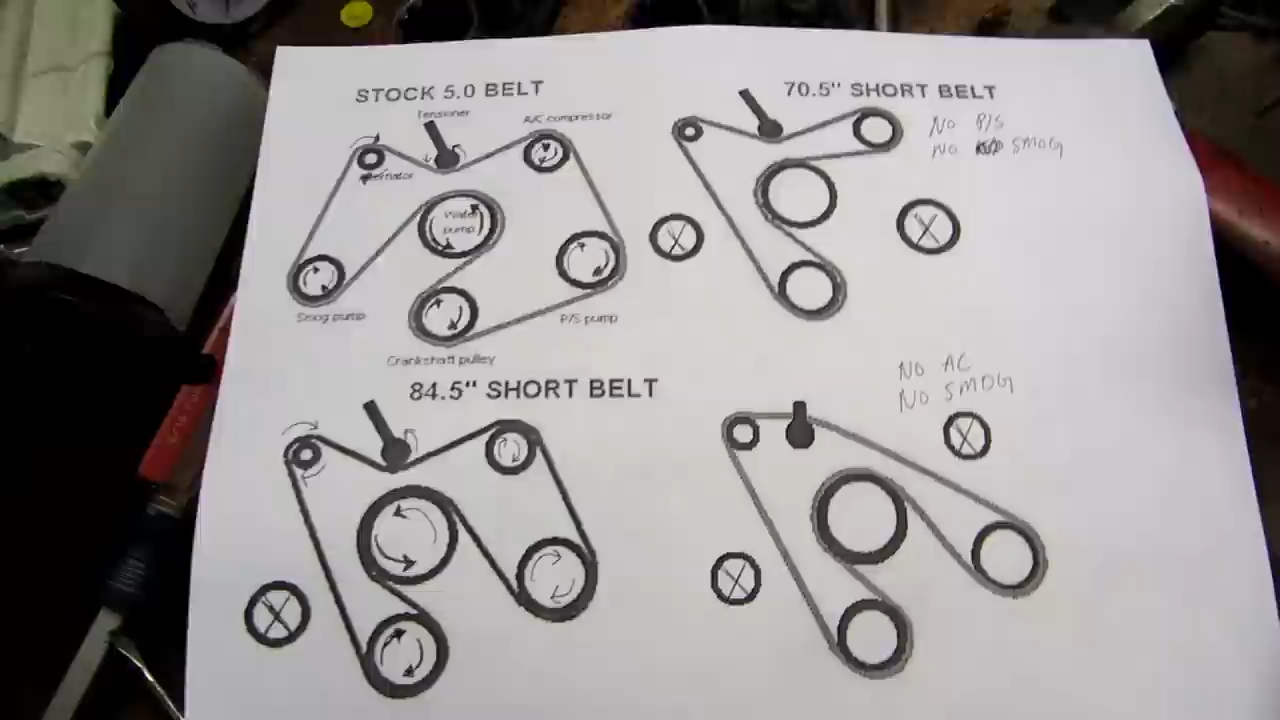 STOCK 5.0 BELT
Tensioner
A/C compressor
Alternator
Water
pump
Smog pump
P/S pump
Crankshaft pulley
70.5" SHORT BELT
NO P/S
NO SMOG
84.5" SHORT BELT
NO AC
NO SMOG